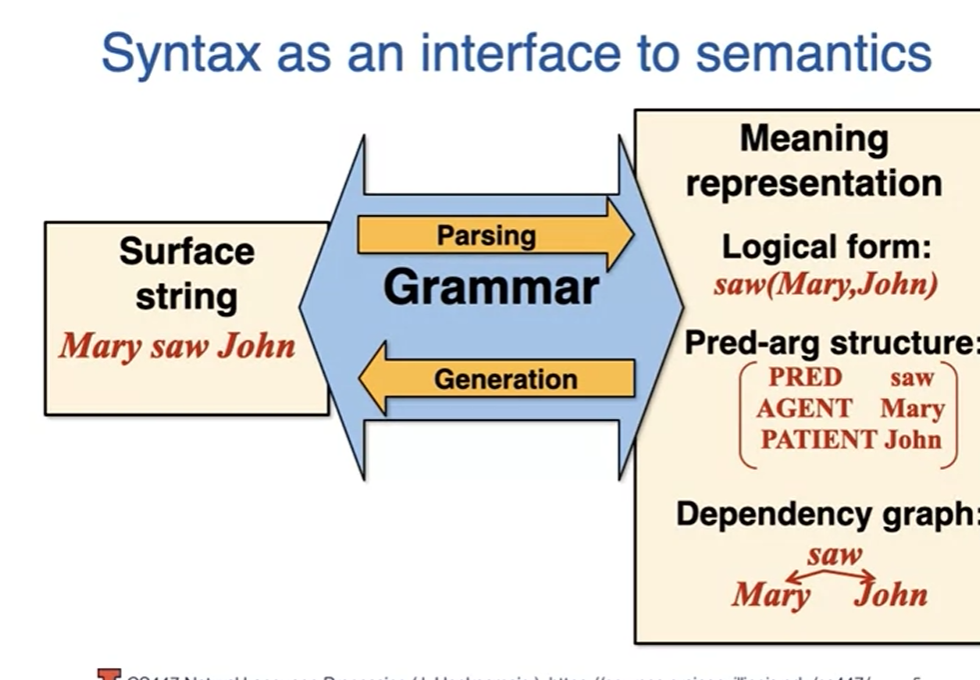 Syntax as an interface to semantics
Surface
string
Mary saw John
Parsing
Grammar
Generation
Meaning
representation
Logical form:
saw(Mary,John)
Pred-arg structure:
PRED saw
AGENT Mary
PATIENT John
Dependency graph:
saw
Mary John